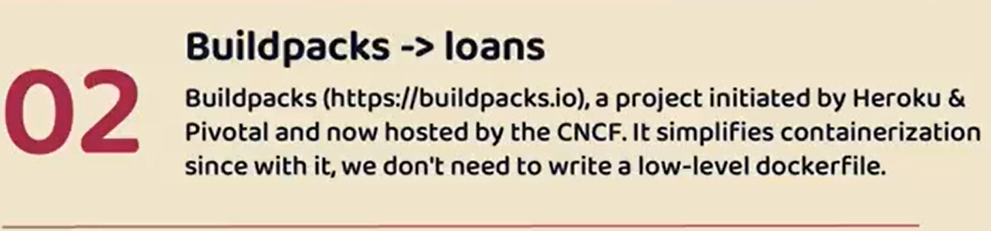 Buildpacks -> loans
02
Buildpacks (https://buildpacks.io), a project initiated by Heroku &
Pivotal and now hosted by the CNCF. It simplifies containerization
since with it, we don't need to write a low-level dockerfile.